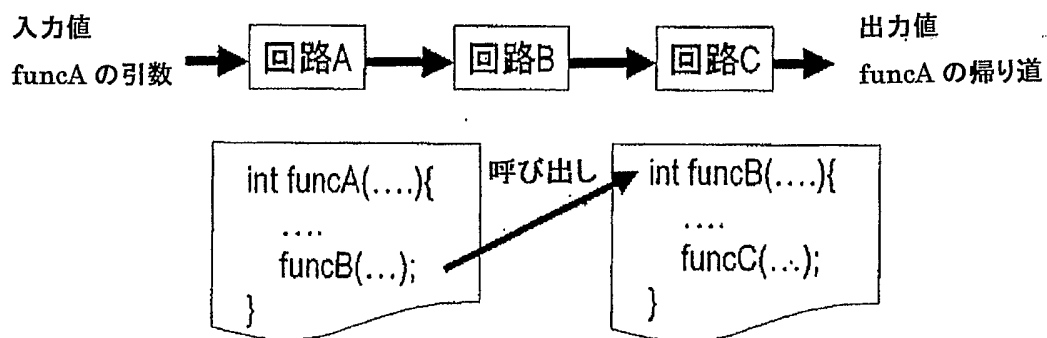 入力値
funcA の引数
回路A
回路B
回路C
出力値
funcA の帰り道
int funcA(....){
....
funcB(...);
}
呼び出し
int funcB(....){
....
funcC(...);
}